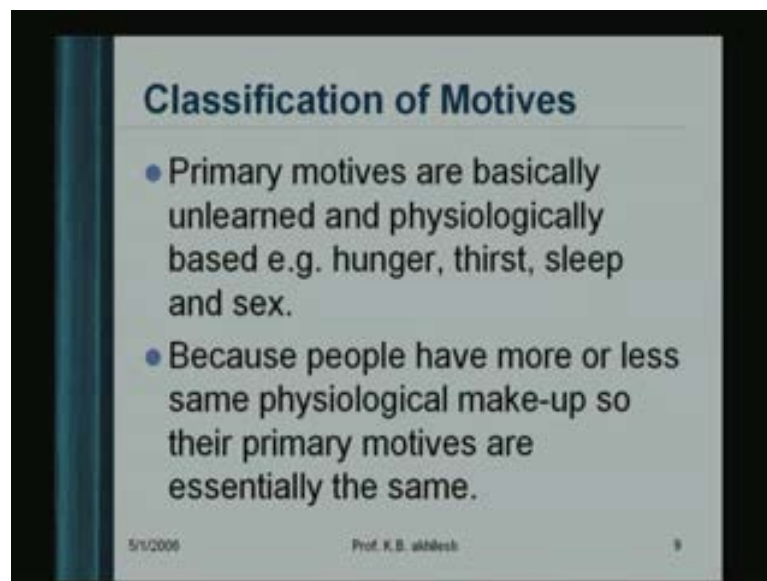 Classification of Motives
Primary motives are basically
unlearned and physiologically
based e.g. hunger, thirst, sleep
and sex.
Because people have more or less
same physiological make-up so
their primary motives are
essentially the same.
5/1/2006 Prof. K.B. akhilesh 9